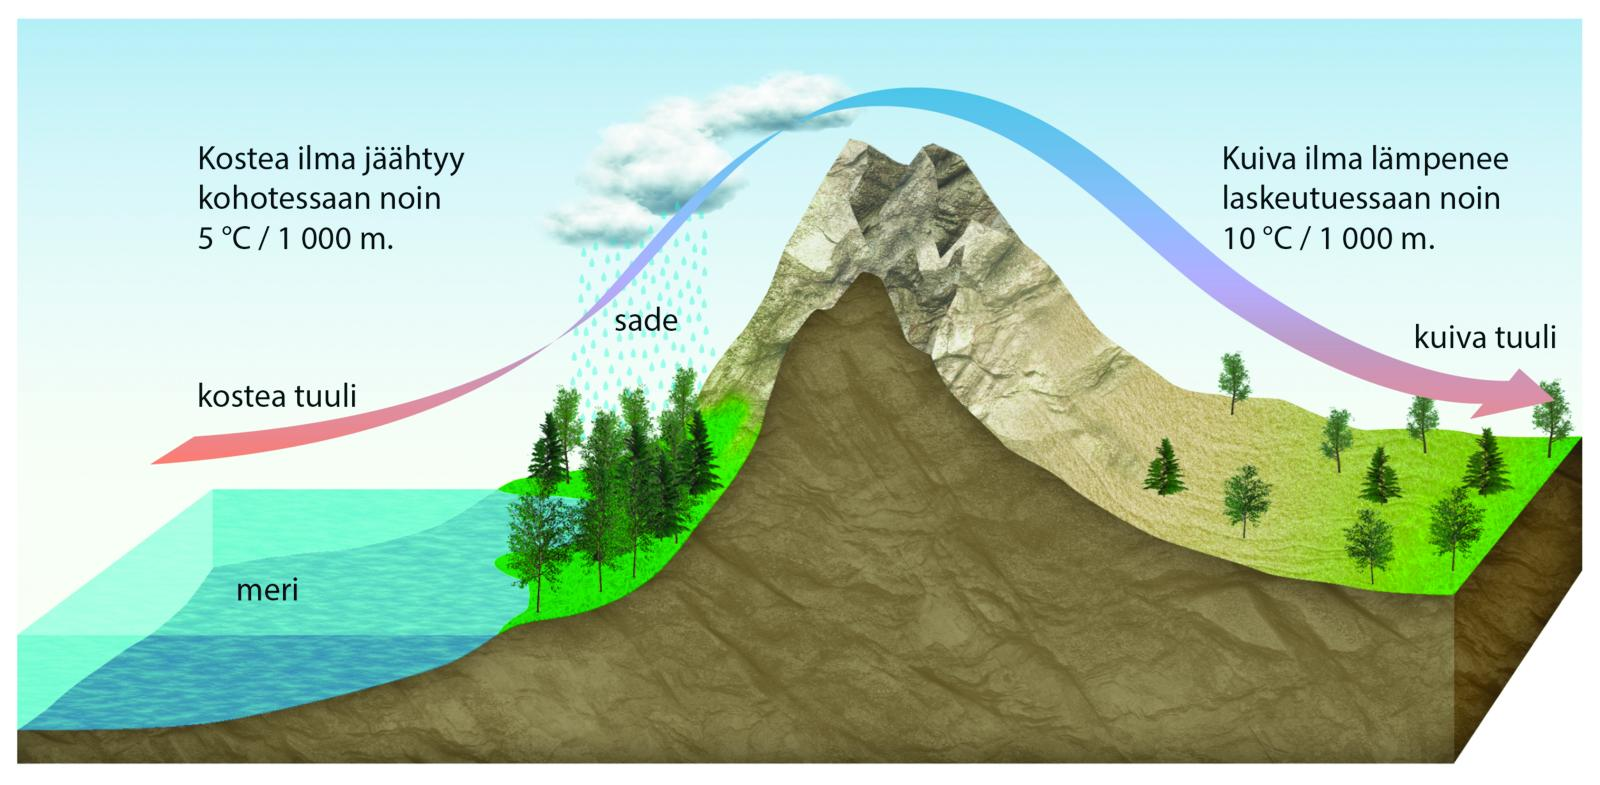 Kostea ilma jäähtyy
kohotessaan noin
5 °C / 1 000 m.
Kuiva ilma lämpenee
laskeutuessaan noin
10 °C / 1 000 m.
sade
kuiva tuuli
kostea tuuli
meri